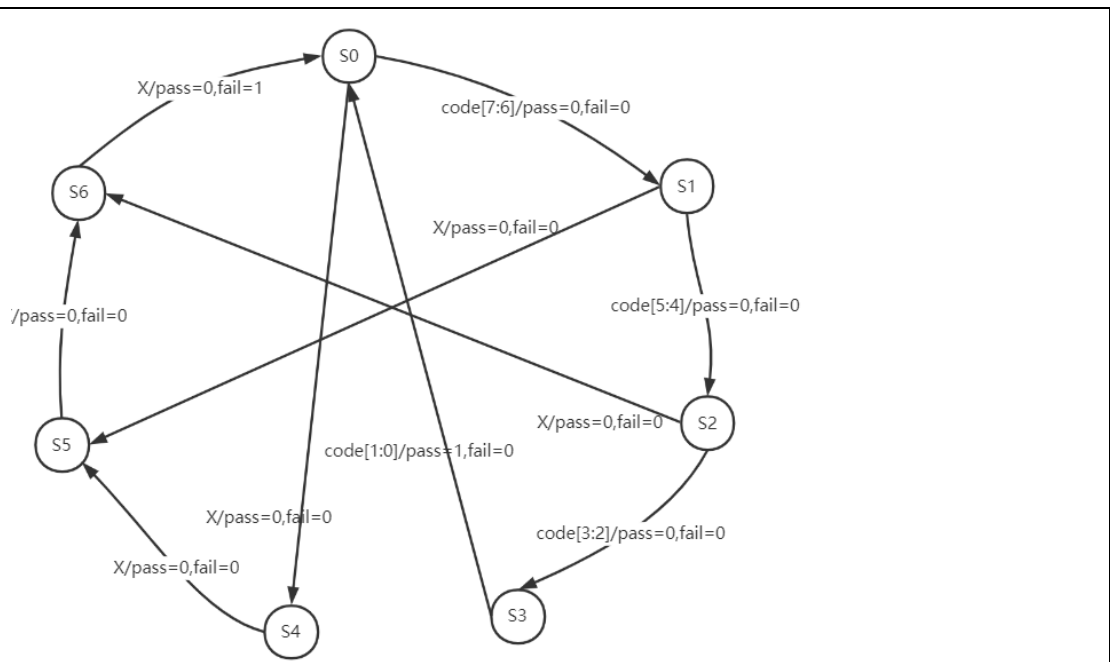 S0
X/pass=0,fail=1
code[7:6]/pass=0,fail=0
S6
S1
X/pass=0,fail=0
/pass=0,fail=0
code[5:4]/pass=0,fail=0
X/pass=0,fail=0
S2
S5
code[1:0]/pass=1,fail=0
X/pass=0,fail=0
code[3:2]/pass=0,fail=0
X/pass=0,fail=0
S3
S4